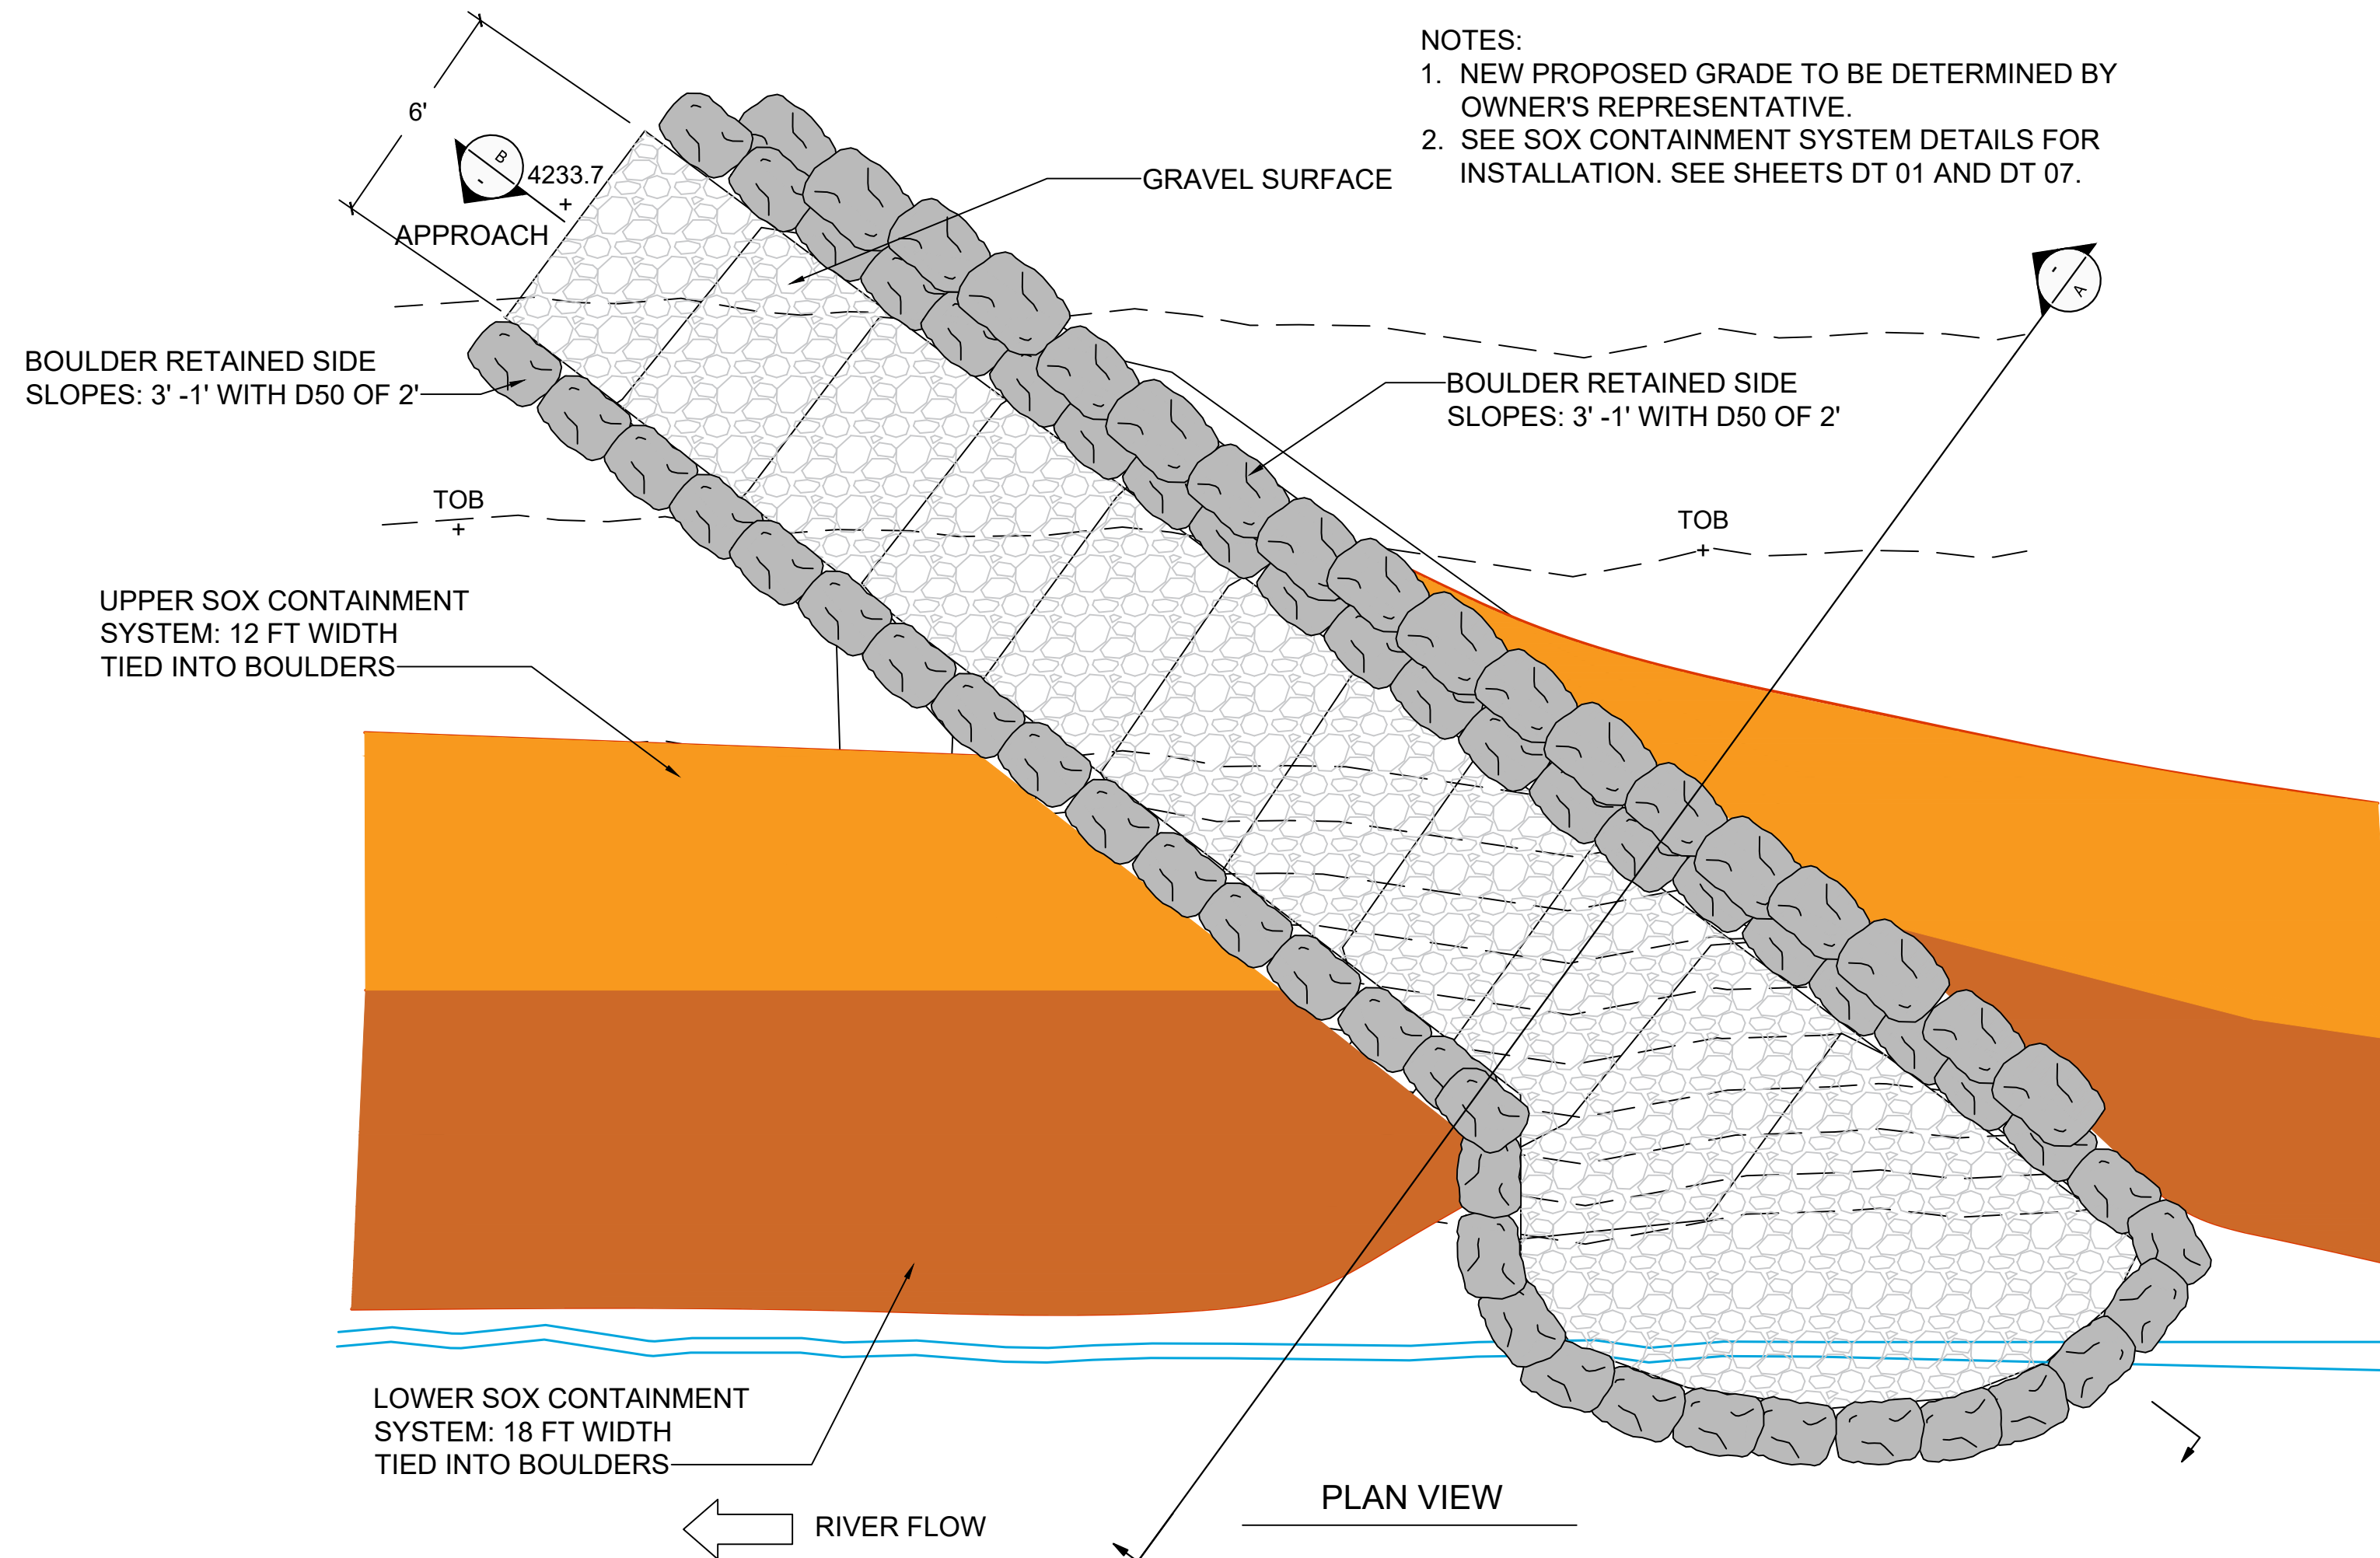 NOTES:
1. NEW PROPOSED GRADE TO BE DETERMINED BY
OWNER'S REPRESENTATIVE.
2. SEE SOX CONTAINMENT SYSTEM DETAILS FOR
INSTALLATION. SEE SHEETS DT 01 AND DT 07.
6'
B
-
4233.7
+
APPROACH
GRAVEL SURFACE
-
A
BOULDER RETAINED SIDE
SLOPES: 3' -1' WITH D50 OF 2'
BOULDER RETAINED SIDE
SLOPES: 3' -1' WITH D50 OF 2'
TOB
+
TOB
+
UPPER SOX CONTAINMENT
SYSTEM: 12 FT WIDTH
TIED INTO BOULDERS
LOWER SOX CONTAINMENT
SYSTEM: 18 FT WIDTH
TIED INTO BOULDERS
RIVER FLOW
PLAN VIEW